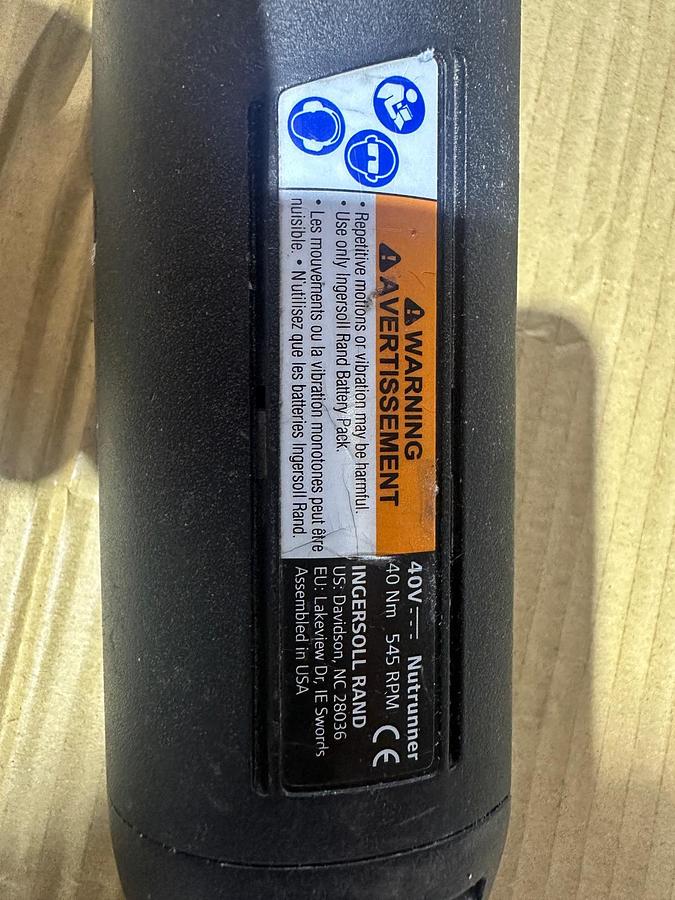 ⚠ WARNING
⚠ AVERTISSEMENT
• Repetitive motions or vibration may be harmful.
• Use only Ingersoll Rand Battery Pack.
• Les mouvements ou la vibration monotones peut être
nuisible. • N'utilisez que les batteries Ingersoll Rand.
40V⎓ Nutrunner
40 Nm 545 RPM CE
INGERSOLL RAND
US: Davidson, NC 28036
EU: Lakeview Dr, IE Swords
Assembled in USA